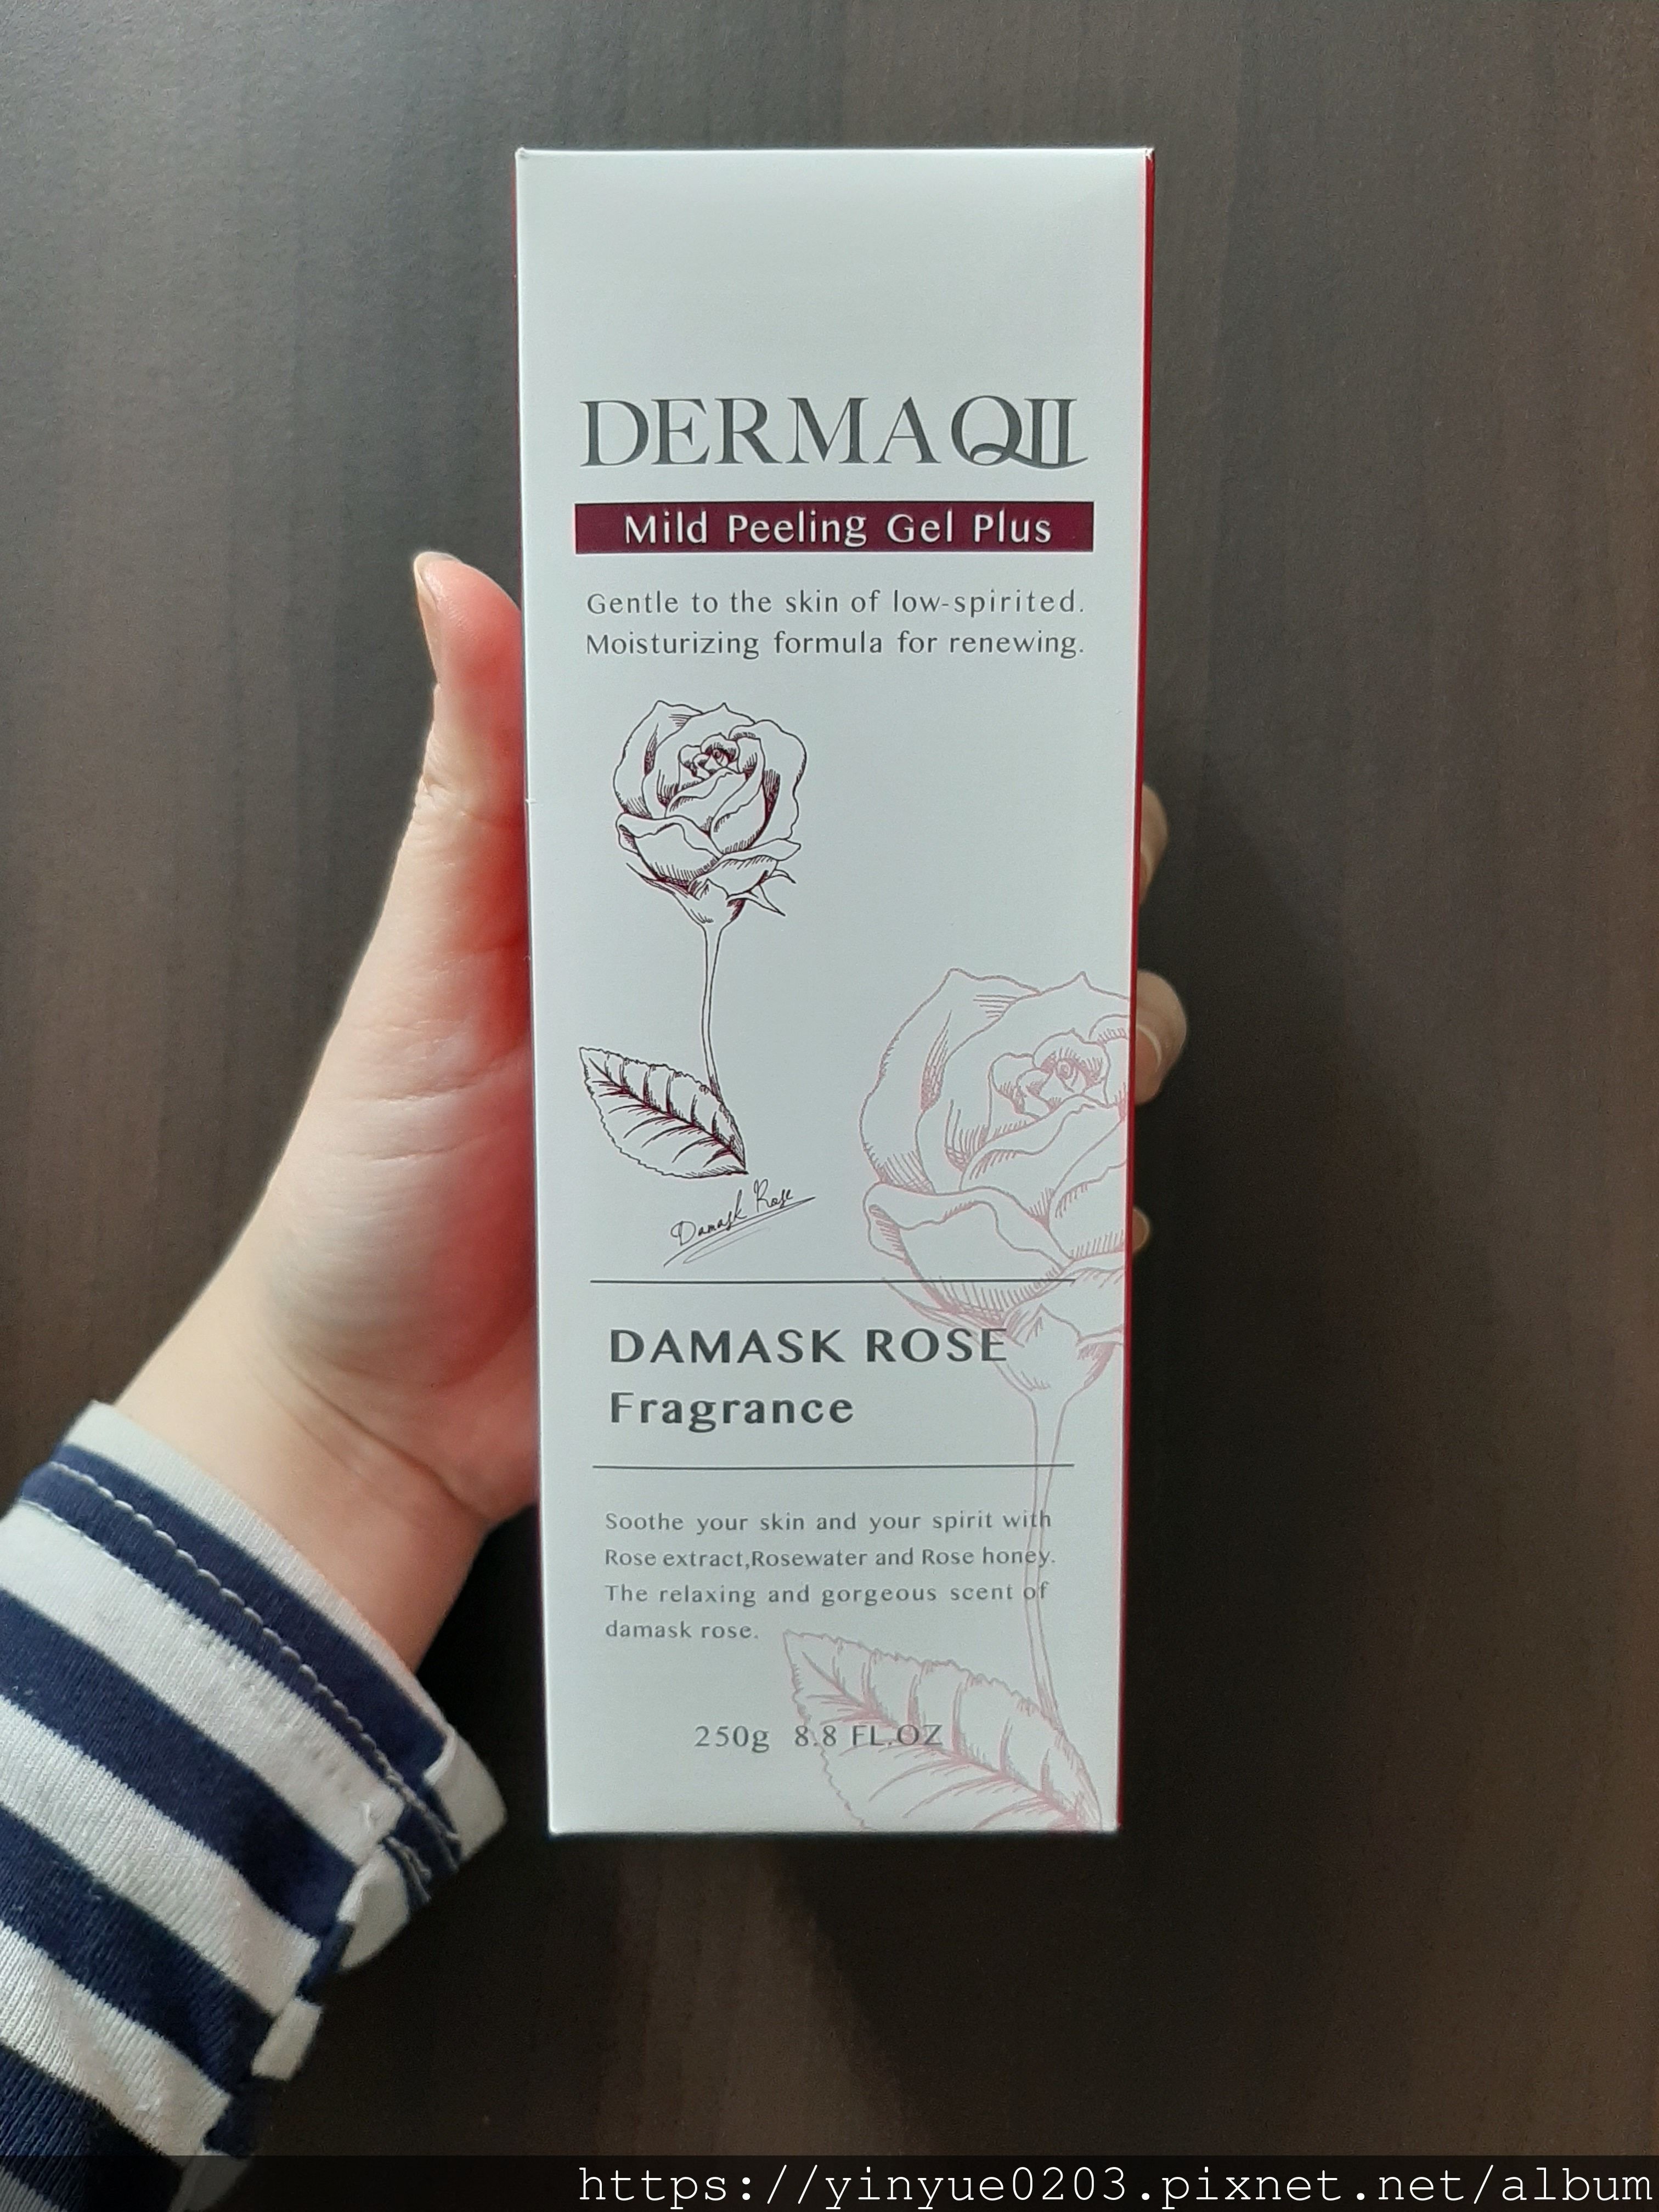 DERMAQII
Mild Peeling Gel Plus
Gentle to the skin of low-spirited.
Moisturizing formula for renewing.
Damask Rose
DAMASK ROSE
Fragrance
Soothe your skin and your spirit with
Rose extract,Rosewater and Rose honey.
The relaxing and gorgeous scent of
damask rose.
250g 8.8 FL.OZ
https://yinyue0203.pixnet.net/album